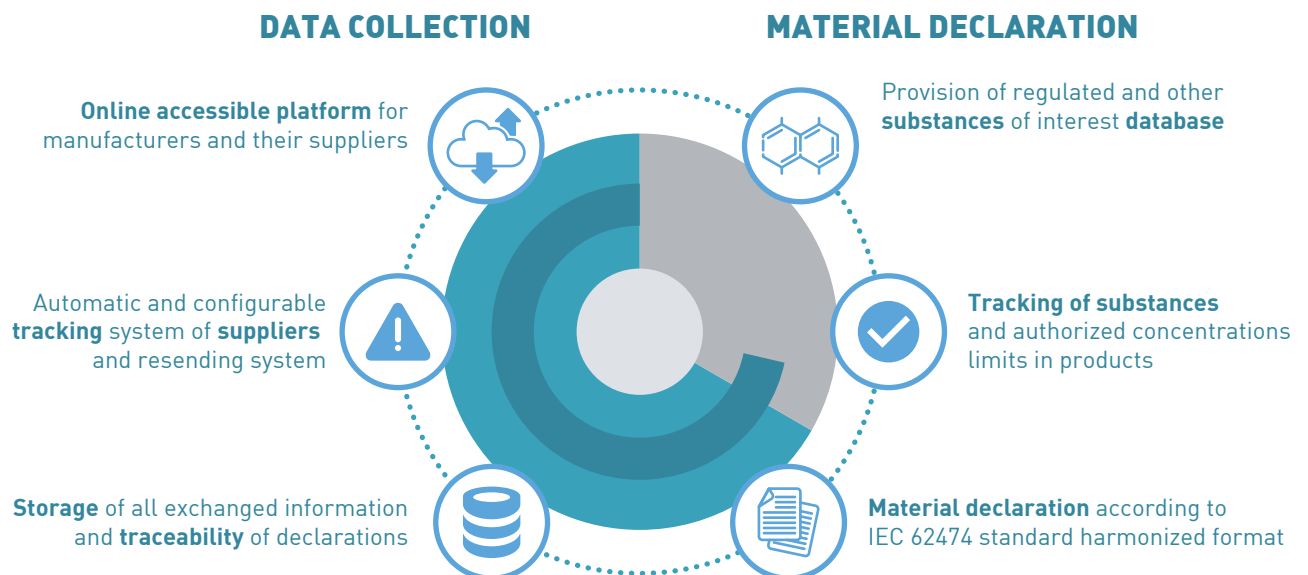 DATA COLLECTION
Online accessible platform for
manufacturers and their suppliers
Automatic and configurable
tracking system of suppliers
and resending system
Storage of all exchanged information
and traceability of declarations
MATERIAL DECLARATION
Provision of regulated and other
substances of interest database
Tracking of substances
and authorized concentrations
limits in products
Material declaration according to
IEC 62474 standard harmonized format